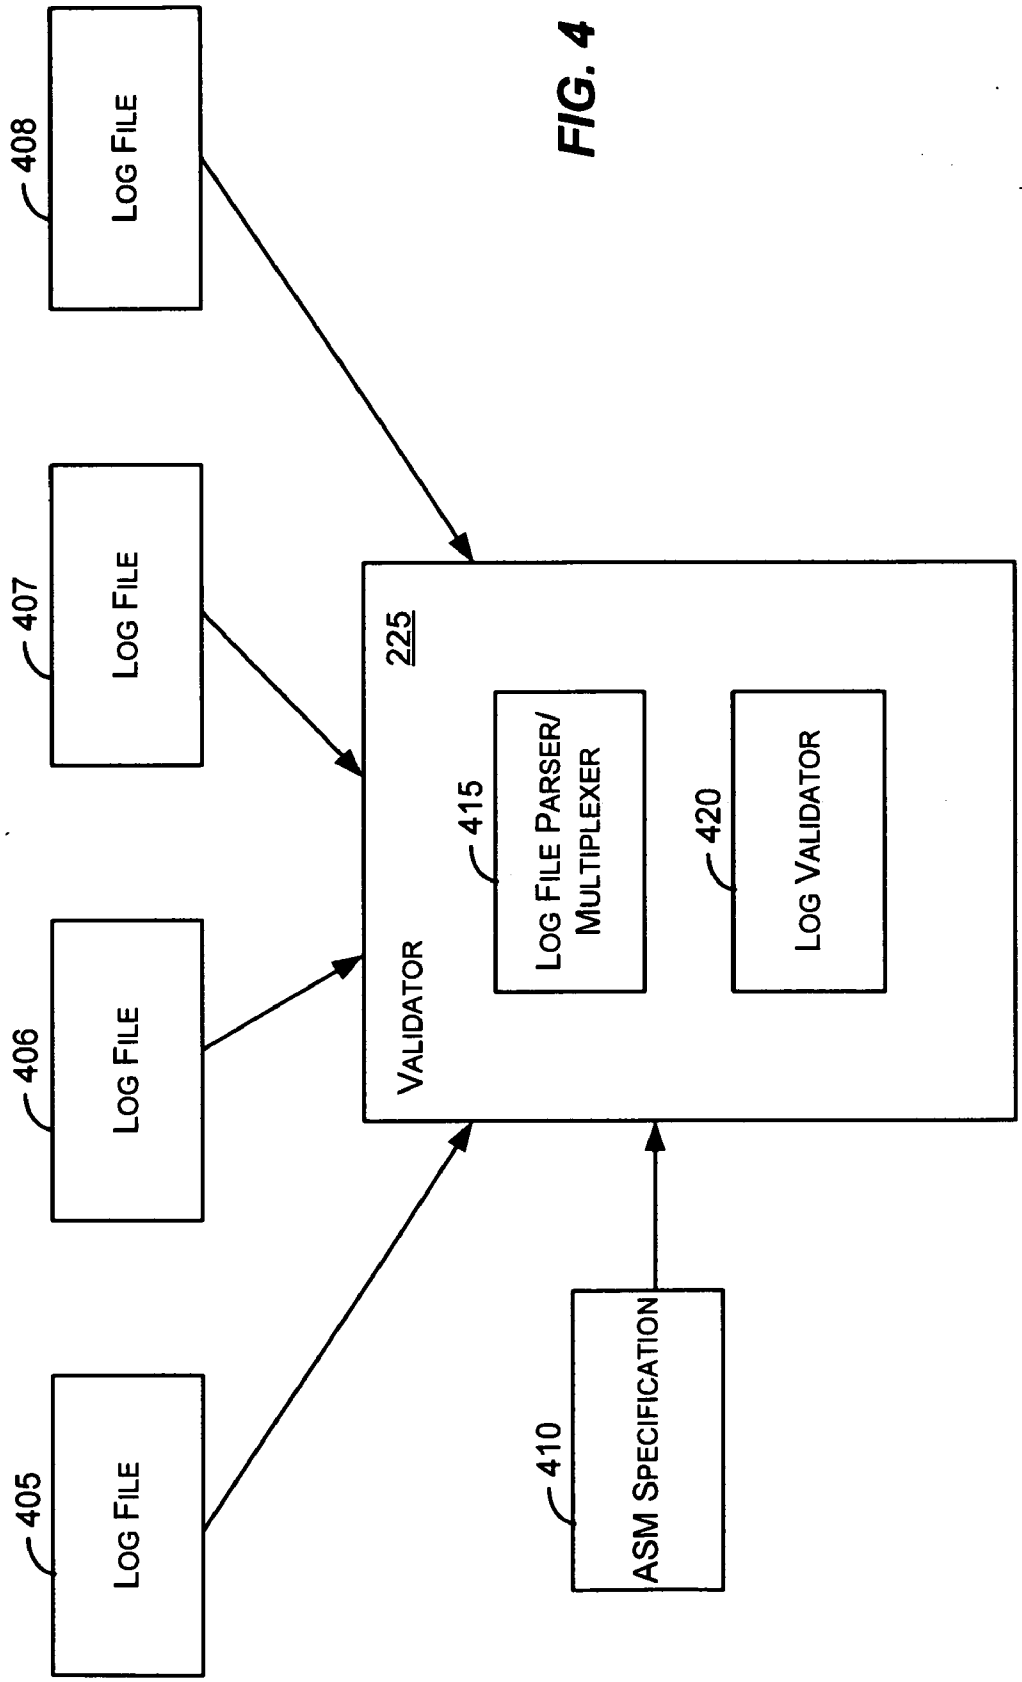 405
LOG FILE
406
LOG FILE
407
LOG FILE
408
LOG FILE
VALIDATOR
225
410
ASM SPECIFICATION
415
LOG FILE PARSER/
MULTIPLEXER
420
LOG VALIDATOR
FIG. 4